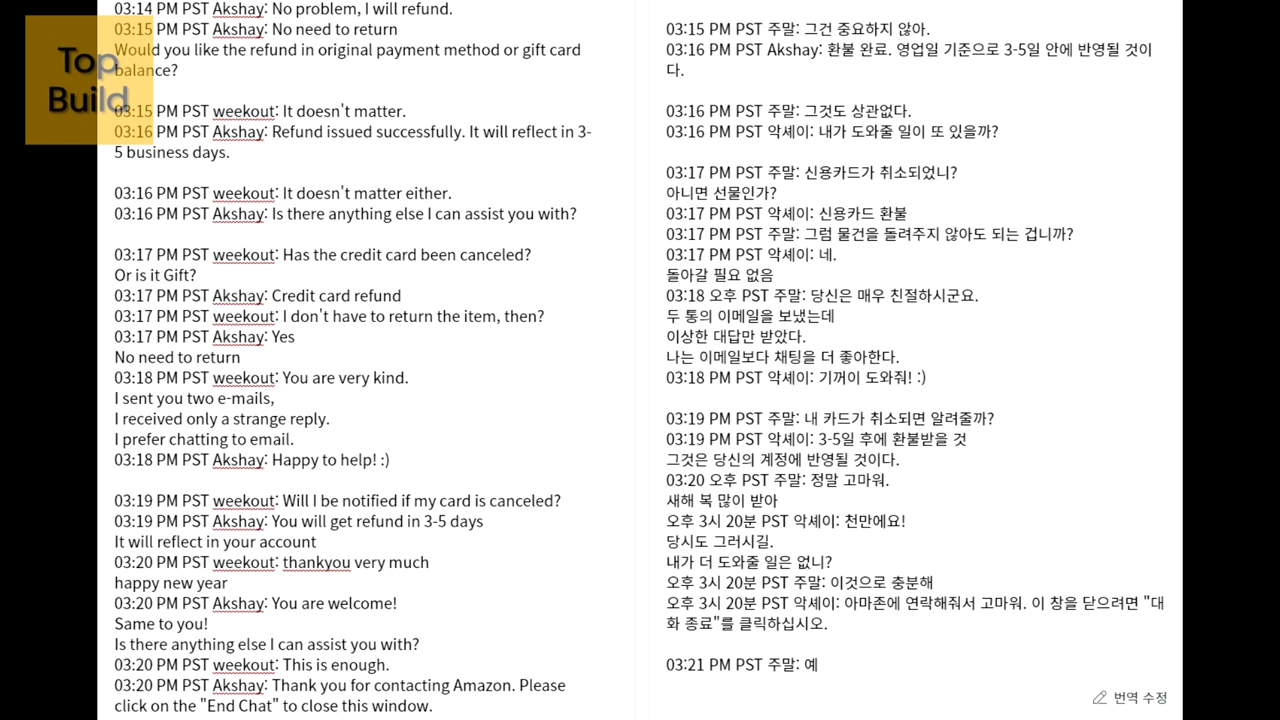 Top
Build
03:14 PM PST Akshay: No problem, I will refund.
03:15 PM PST Akshay: No need to return
Would you like the refund in original payment method or gift card
balance?
03:15 PM PST weekout: It doesn't matter.
03:16 PM PST Akshay: Refund issued successfully. It will reflect in 3-
5 business days.
03:16 PM PST weekout: It doesn't matter either.
03:16 PM PST Akshay: Is there anything else I can assist you with?
03:17 PM PST weekout: Has the credit card been canceled?
Or is it Gift?
03:17 PM PST Akshay: Credit card refund
03:17 PM PST weekout: I don't have to return the item, then?
03:17 PM PST Akshay: Yes
No need to return
03:18 PM PST weekout: You are very kind.
I sent you two e-mails,
I received only a strange reply.
I prefer chatting to email.
03:18 PM PST Akshay: Happy to help! :)
03:19 PM PST weekout: Will I be notified if my card is canceled?
03:19 PM PST Akshay: You will get refund in 3-5 days
It will reflect in your account
03:20 PM PST weekout: thankyou very much
happy new year
03:20 PM PST Akshay: You are welcome!
Same to you!
Is there anything else I can assist you with?
03:20 PM PST weekout: This is enough.
03:20 PM PST Akshay: Thank you for contacting Amazon. Please
click on the "End Chat" to close this window.
03:15 PM PST 주말: 그건 중요하지 않아.
03:16 PM PST Akshay: 환불 완료. 영업일 기준으로 3-5일 안에 반영될 것이
다.
03:16 PM PST 주말: 그것도 상관없다.
03:16 PM PST 악셰이: 내가 도와줄 일이 또 있을까?
03:17 PM PST 주말: 신용카드가 취소되었니?
아니면 선물인가?
03:17 PM PST 악셰이: 신용카드 환불
03:17 PM PST 주말: 그럼 물건을 돌려주지 않아도 되는 겁니까?
03:17 PM PST 악셰이: 네.
돌아갈 필요 없음
03:18 오후 PST 주말: 당신은 매우 친절하시군요.
두 통의 이메일을 보냈는데
이상한 대답만 받았다.
나는 이메일보다 채팅을 더 좋아한다.
03:18 PM PST 악셰이: 기꺼이 도와줘! :)
03:19 PM PST 주말: 내 카드가 취소되면 알려줄까?
03:19 PM PST 악셰이: 3-5일 후에 환불받을 것
그것은 당신의 계정에 반영될 것이다.
03:20 오후 PST 주말: 정말 고마워.
새해 복 많이 받아
오후 3시 20분 PST 악셰이: 천만에요!
당시도 그러시길.
내가 더 도와줄 일은 없니?
오후 3시 20분 PST 주말: 이것으로 충분해
오후 3시 20분 PST 악셰이: 아마존에 연락해줘서 고마워. 이 창을 닫으려면 "대
화 종료"를 클릭하십시오.
03:21 PM PST 주말: 예
번역 수정